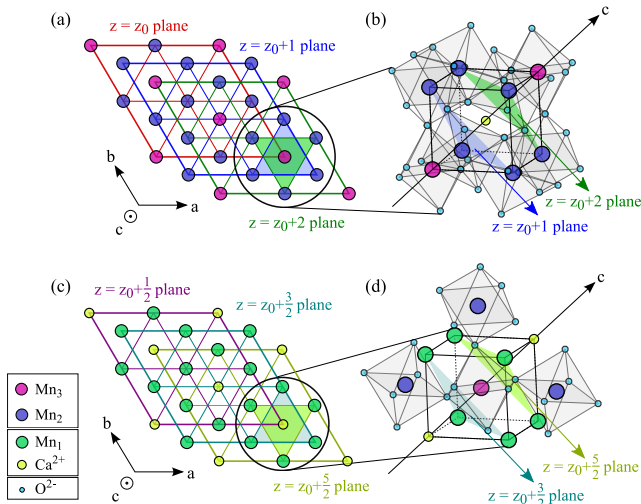 (a)
z = z0 plane
z = z0+1 plane
b
a
c
z = z0+2 plane
(b)
c
z = z0+2 plane
z = z0+1 plane
(c)
z = z0+1/2 plane
z = z0+3/2 plane
b
a
c
z = z0+5/2 plane
(d)
c
z = z0+5/2 plane
z = z0+3/2 plane
Mn3
Mn2
Mn1
Ca2+
O2-